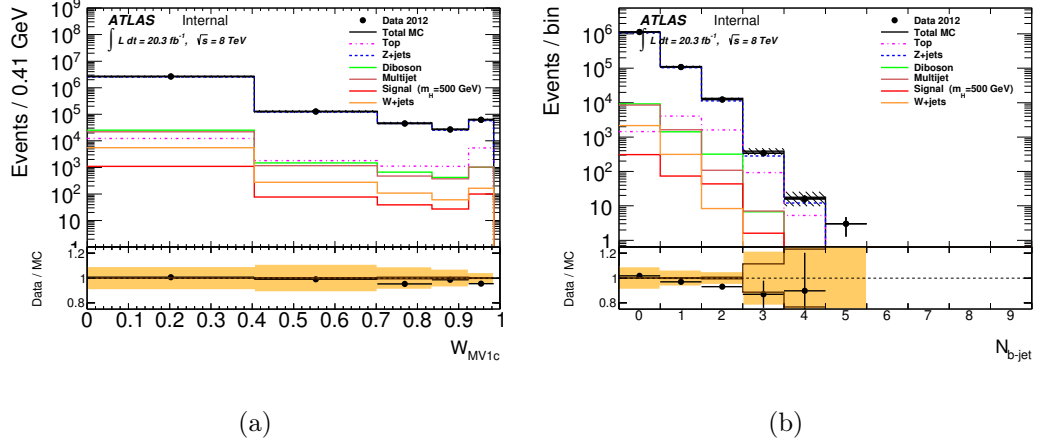 Events / 0.41 GeV
10⁹
10⁸
10⁷
10⁶
10⁵
10⁴
10³
10²
10
1
ATLAS Internal
∫ L dt = 20.3 fb⁻¹, √s = 8 TeV
Data 2012
Total MC
Top
Z+jets
Diboson
Multijet
Signal (m_H=500 GeV)
W+jets
Data / MC
1.2
1
0.8
0 0.1 0.2 0.3 0.4 0.5 0.6 0.7 0.8 0.9 1
W_MV1c
(a)
Events / bin
10⁶
10⁵
10⁴
10³
10²
10
1
ATLAS Internal
∫ L dt = 20.3 fb⁻¹, √s = 8 TeV
Data 2012
Total MC
Top
Z+jets
Diboson
Multijet
Signal (m_H=500 GeV)
W+jets
Data / MC
1.2
1
0.8
0 1 2 3 4 5 6 7 8 9
N_b-jet
(b)